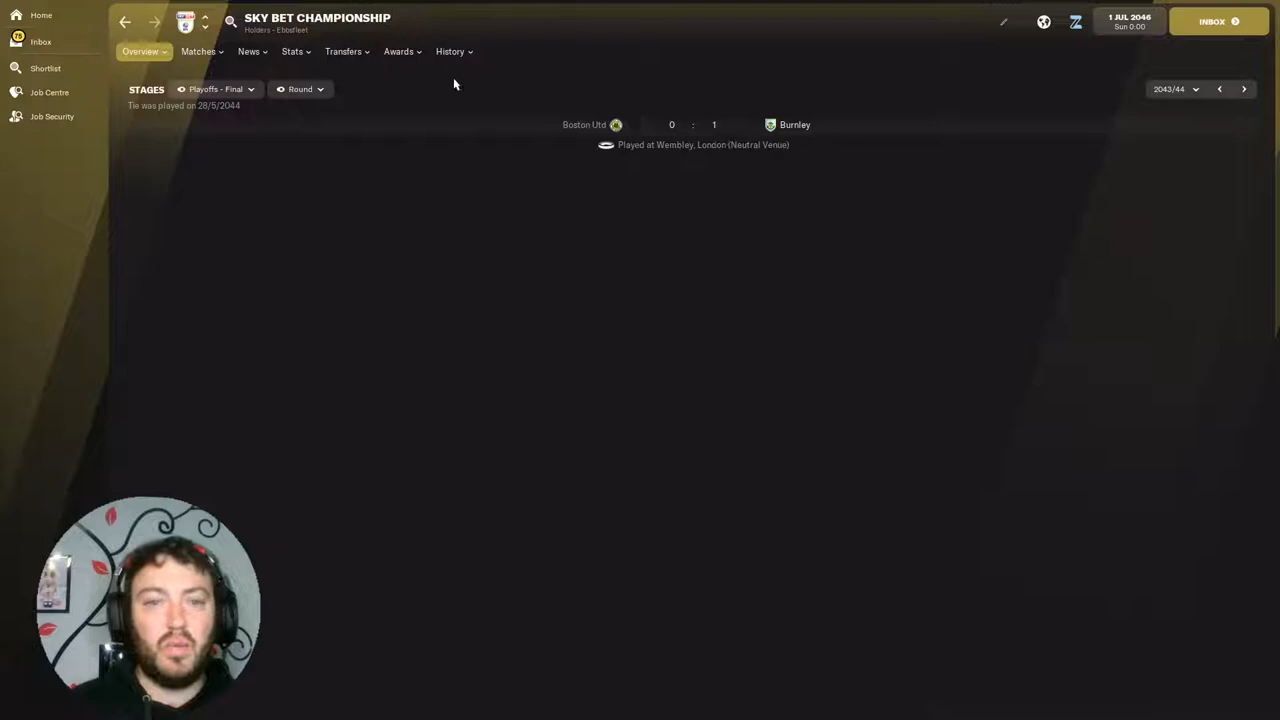 Home
75
Inbox
Shortlist
Job Centre
Job Security
SKY BET CHAMPIONSHIP
Holders - Ebbsfleet
1 JUL 2046
Sun 0:00
INBOX
Overview
Matches
News
Stats
Transfers
Awards
History
STAGES
Playoffs - Final
Round
2043/44
Tie was played on 28/5/2044
Boston Utd 0 : 1 Burnley
Played at Wembley, London (Neutral Venue)